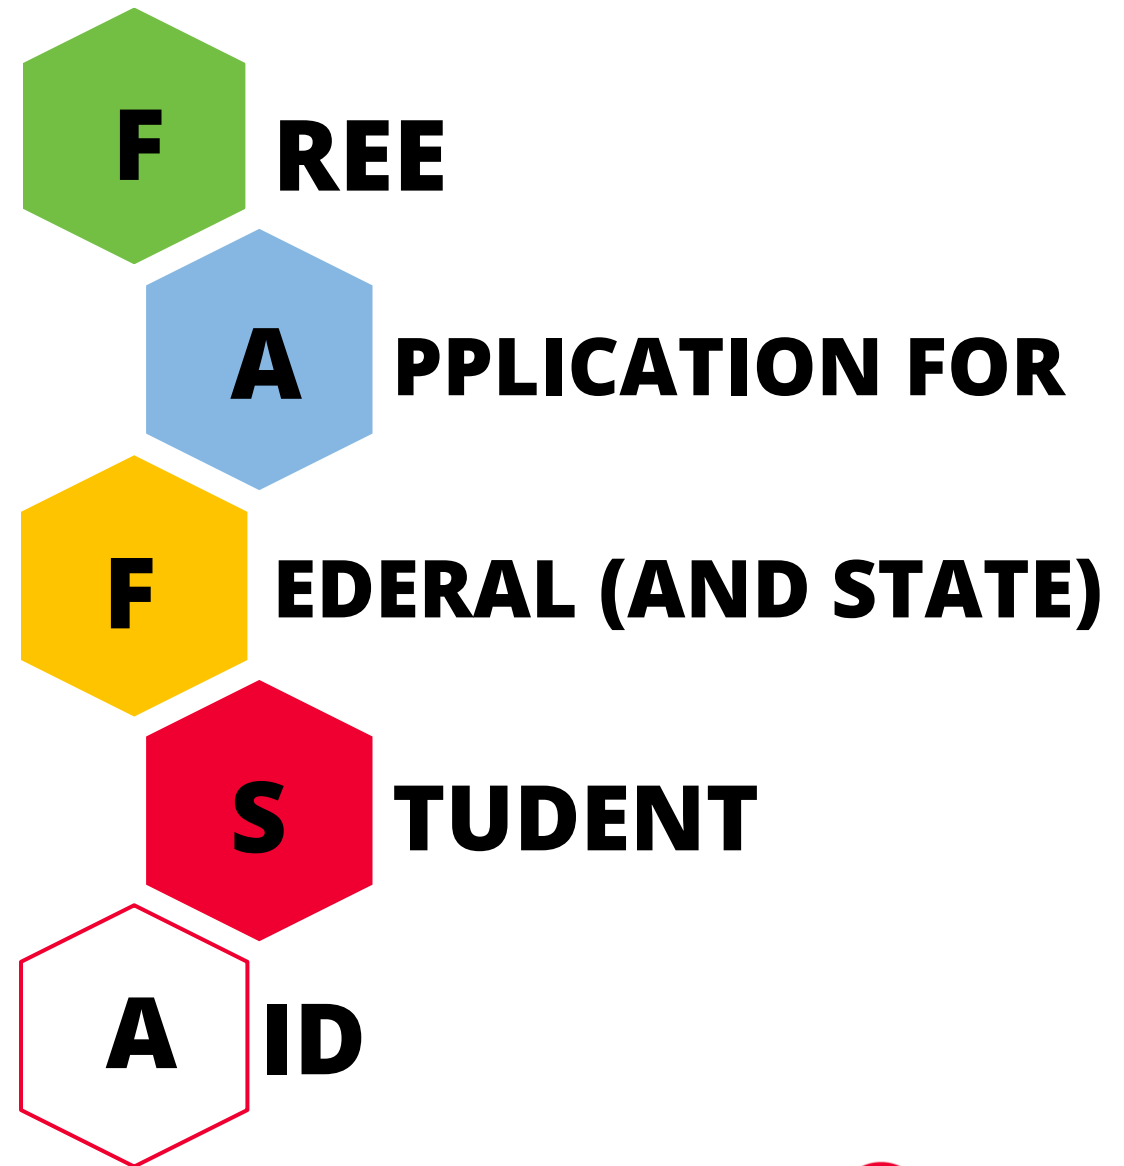 F REE
A PPLICATION FOR
F EDERAL (AND STATE)
S TUDENT
A ID